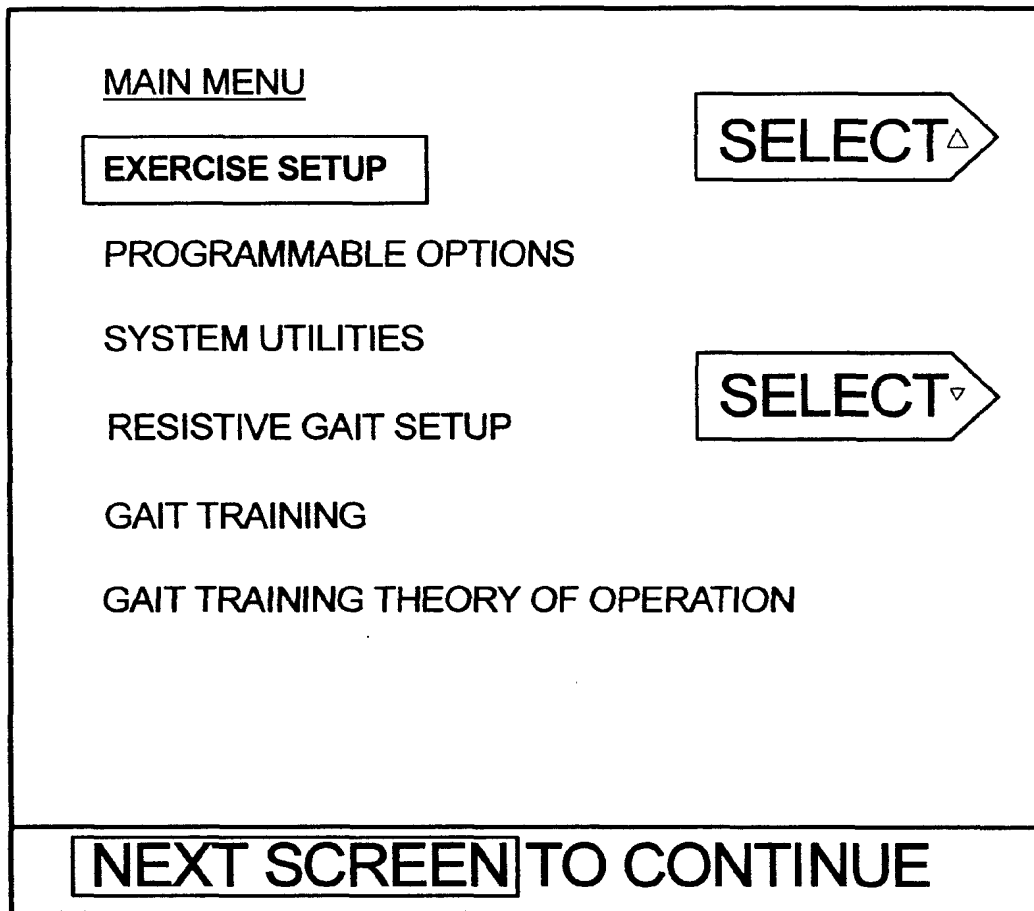 MAIN MENU
SELECT△
EXERCISE SETUP
PROGRAMMABLE OPTIONS
SYSTEM UTILITIES
SELECT▽
RESISTIVE GAIT SETUP
GAIT TRAINING
GAIT TRAINING THEORY OF OPERATION
NEXT SCREEN TO CONTINUE